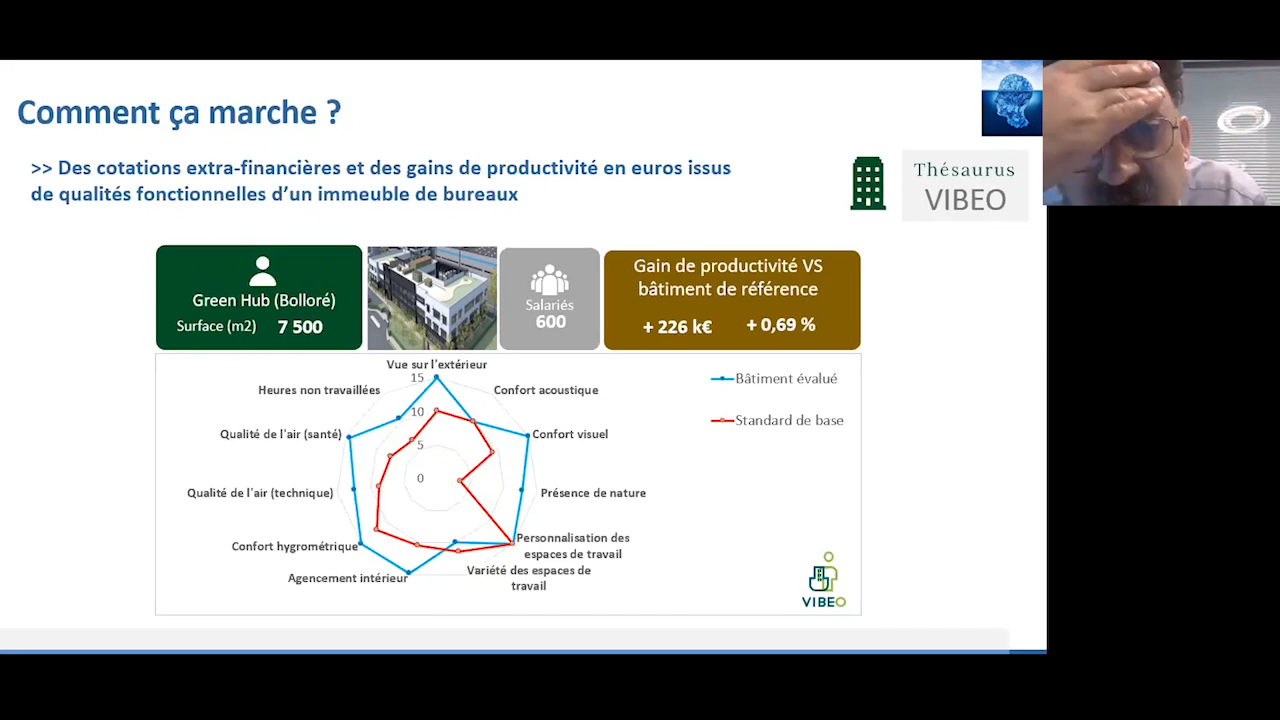 Comment ça marche ?
>> Des cotations extra-financières et des gains de productivité en euros issus
de qualités fonctionnelles d'un immeuble de bureaux
Thésaurus
VIBEO
Green Hub (Bolloré)
Surface (m2) 7 500
Salariés
600
Gain de productivité VS
bâtiment de référence
+ 226 k€ + 0,69 %
Vue sur l'extérieur
15
10
5
0
Confort acoustique
Confort visuel
Présence de nature
Personnalisation des
espaces de travail
Variété des espaces de
travail
Agencement intérieur
Confort hygrométrique
Qualité de l'air (technique)
Qualité de l'air (santé)
Heures non travaillées
Bâtiment évalué
Standard de base
VIBEO